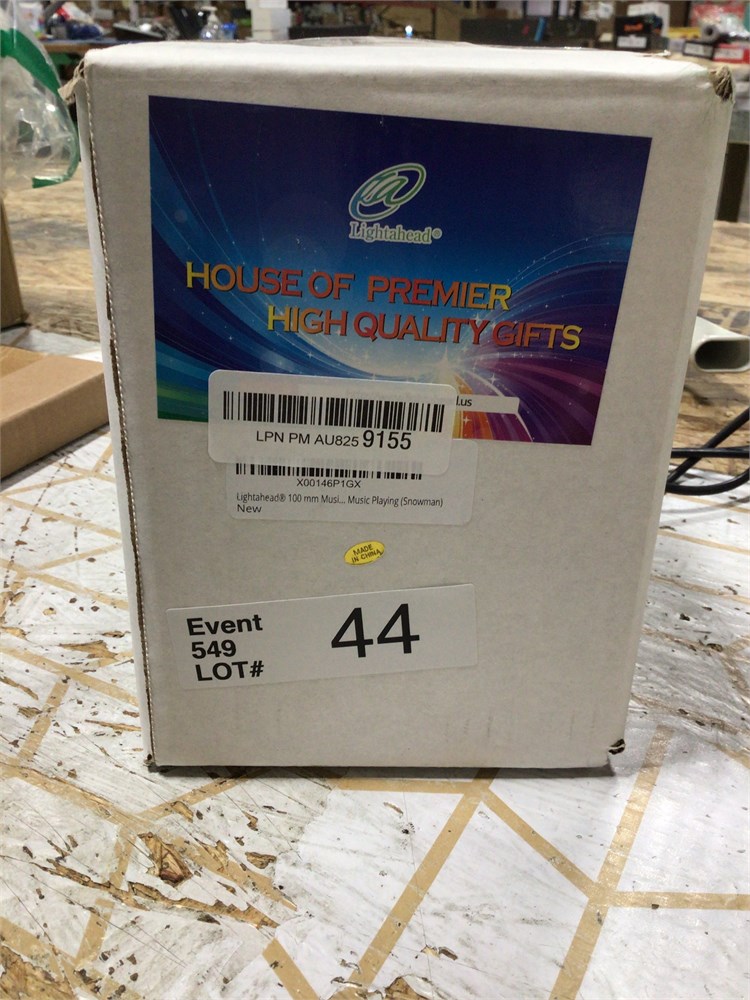 Lightahead®
HOUSE OF PREMIER
HIGH QUALITY GIFTS
l.us
LPN PM AU825 9155
X00146P1GX
Lightahead® 100 mm Musi... Music Playing (Snowman)
New
MADE
IN CHINA
Event
549
LOT#
44